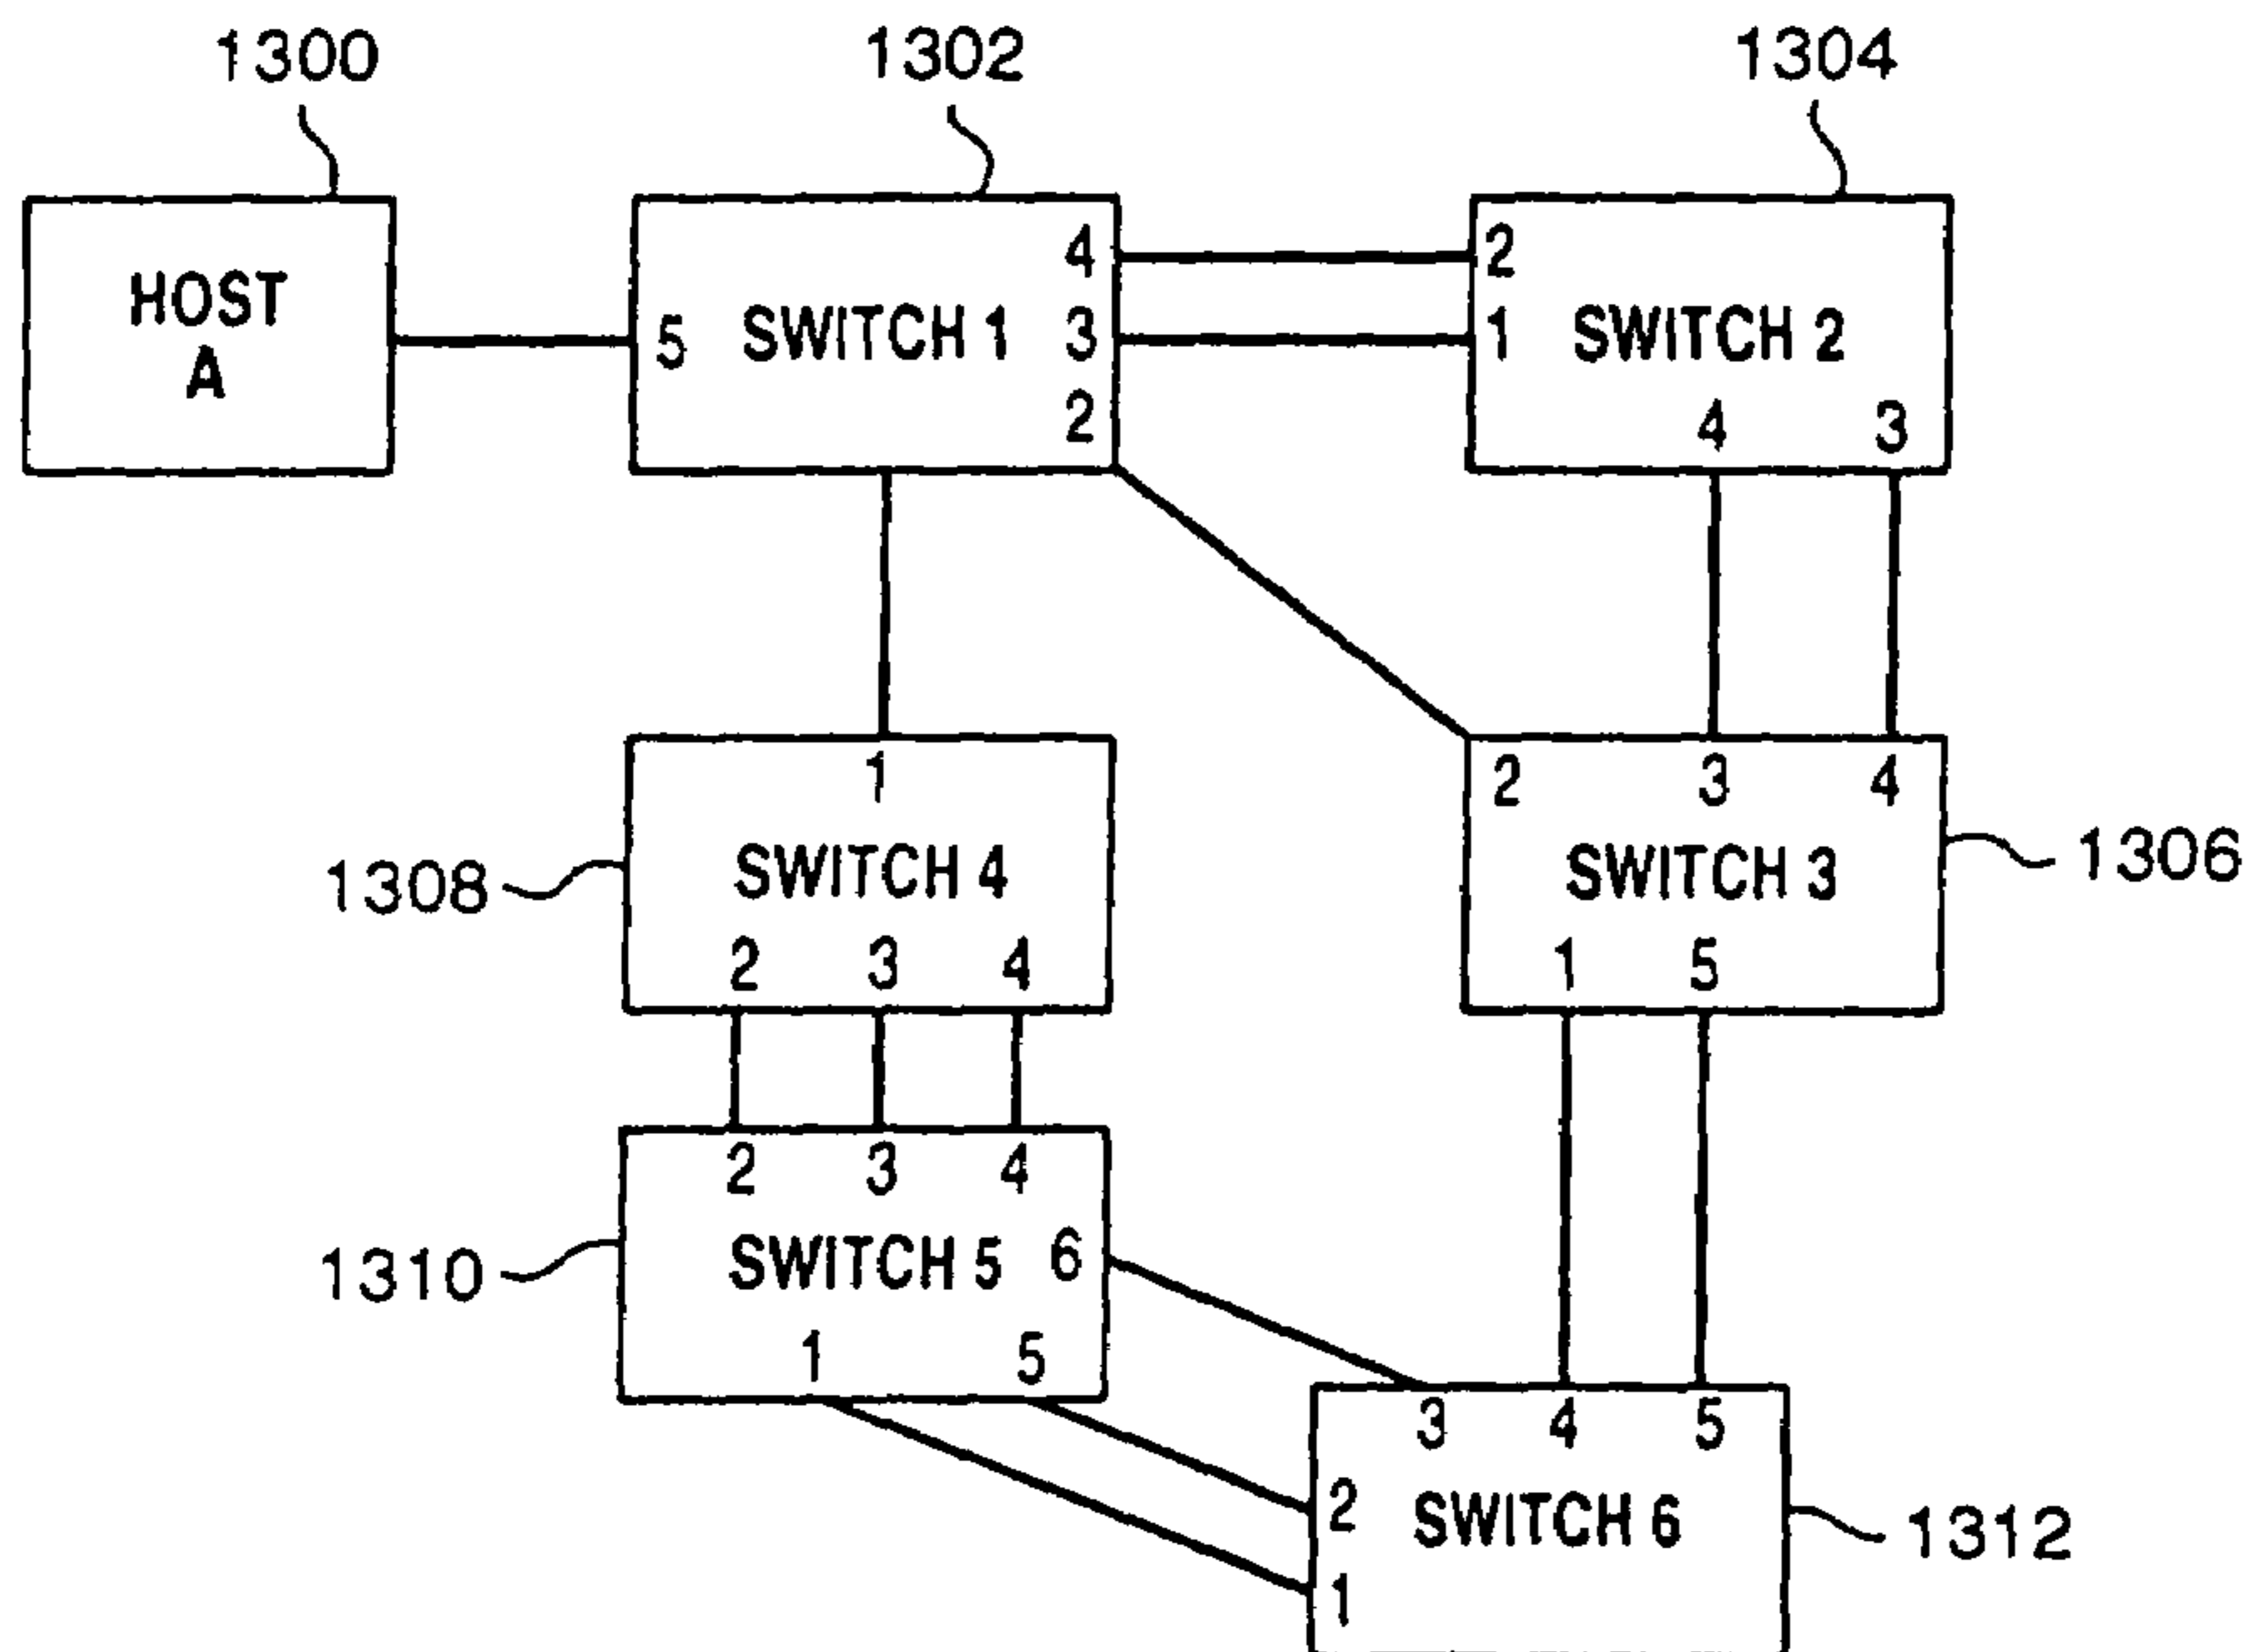 1300 1302 1304
HOST
A
4 2
5 SWITCH 1 3 1 SWITCH 2
2 4 3
1 2 3 4
1308 SWITCH 4 SWITCH 3 1306
2 3 4 1 5
2 3 4
1310 SWITCH 5 6
1 5
3 4 5
2 SWITCH 6 1312
1